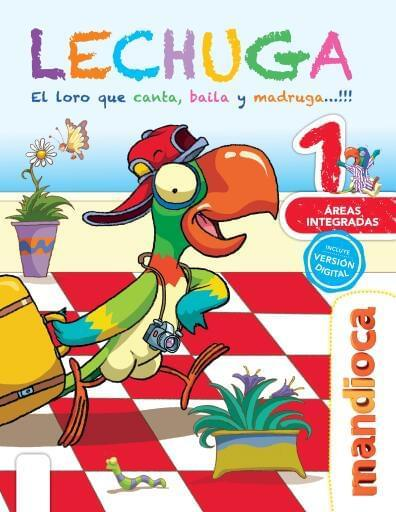 LECHUGA
El loro que canta, baila y madruga...!!!
1
ÁREAS
INTEGRADAS
INCLUYE
VERSIÓN
DIGITAL
mandioca